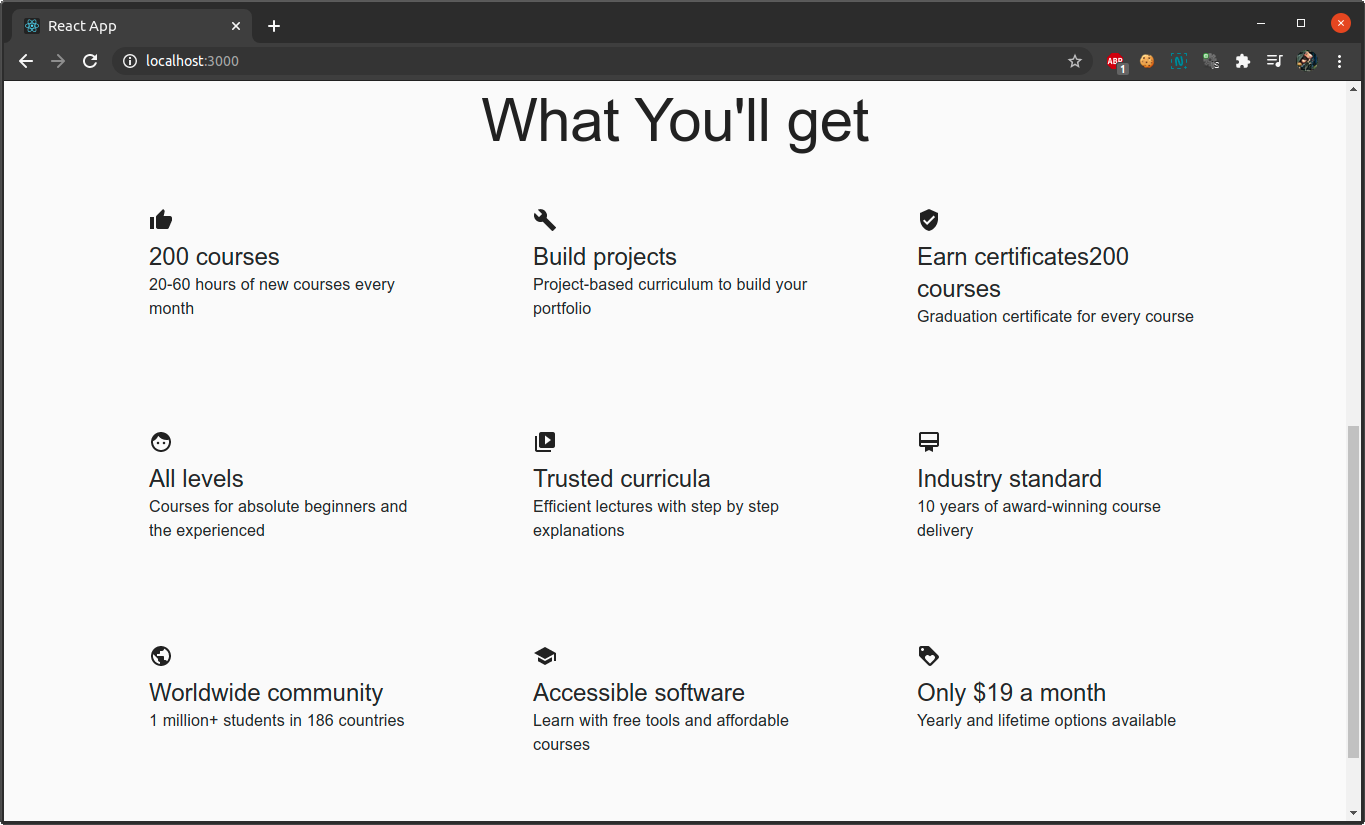 React App
localhost:3000
ABP
1
What You'll get
200 courses
20-60 hours of new courses every
month
Build projects
Project-based curriculum to build your
portfolio
Earn certificates200
courses
Graduation certificate for every course
All levels
Courses for absolute beginners and
the experienced
Trusted curricula
Efficient lectures with step by step
explanations
Industry standard
10 years of award-winning course
delivery
Worldwide community
1 million+ students in 186 countries
Accessible software
Learn with free tools and affordable
courses
Only $19 a month
Yearly and lifetime options available